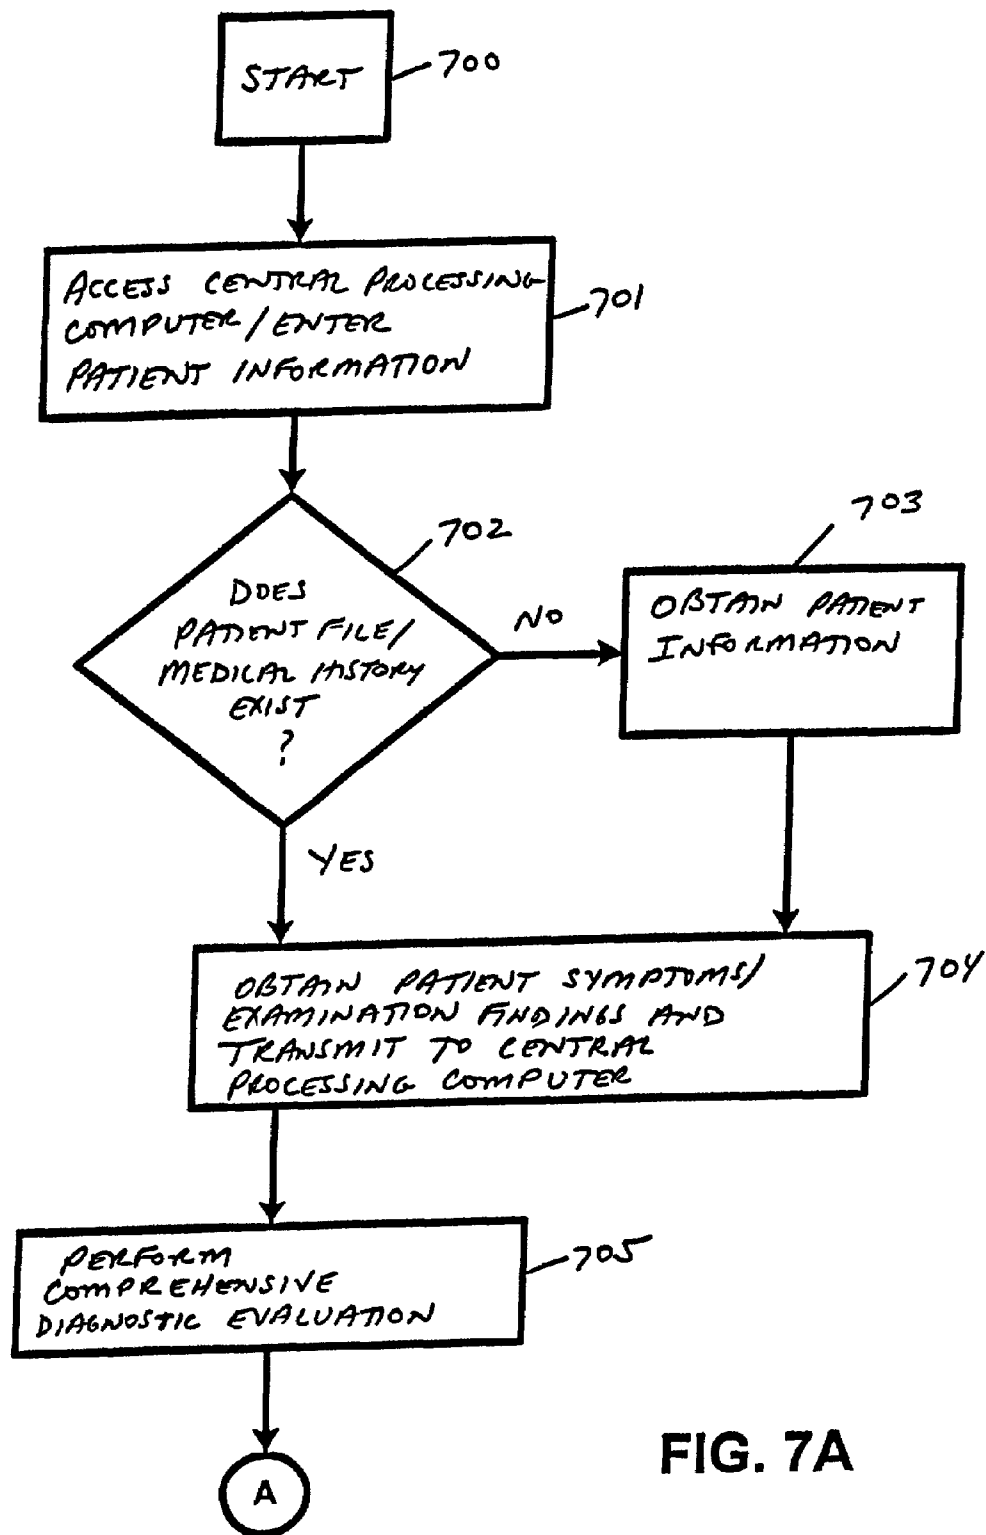 START
700
ACCESS CENTRAL PROCESSING
COMPUTER/ENTER
PATIENT INFORMATION
701
702
DOES
PATIENT FILE/
MEDICAL HISTORY
EXIST
?
NO
703
OBTAIN PATIENT
INFORMATION
YES
OBTAIN PATIENT SYMPTOMS/
EXAMINATION FINDINGS AND
TRANSMIT TO CENTRAL
PROCESSING COMPUTER
704
PERFORM
COMPREHENSIVE
DIAGNOSTIC EVALUATION
705
A
FIG. 7A